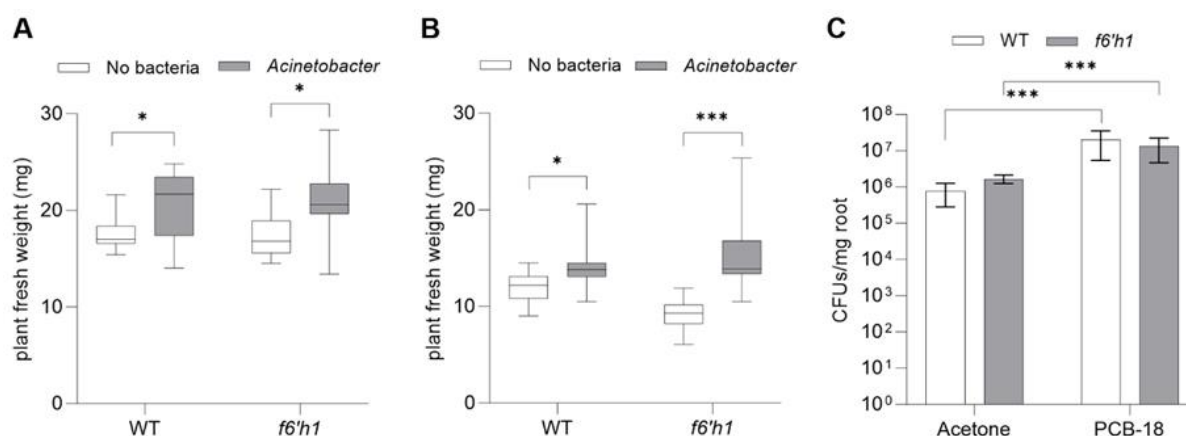 A
No bacteria Acinetobacter
plant fresh weight (mg)
30
20
10
0
* *
WT f6'h1
B
No bacteria Acinetobacter
plant fresh weight (mg)
30
20
10
0
* ***
WT f6'h1
C
WT f6'h1
CFUs/mg root
10⁸
10⁷
10⁶
10⁵
10⁴
10³
10²
10¹
10⁰
***
***
Acetone PCB-18